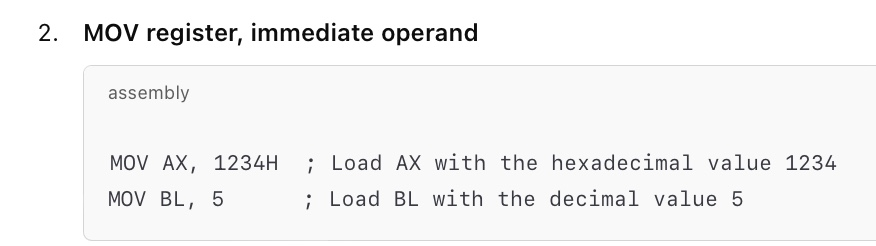 2. MOV register, immediate operand
assembly
MOV AX, 1234H  ; Load AX with the hexadecimal value 1234
MOV BL, 5      ; Load BL with the decimal value 5